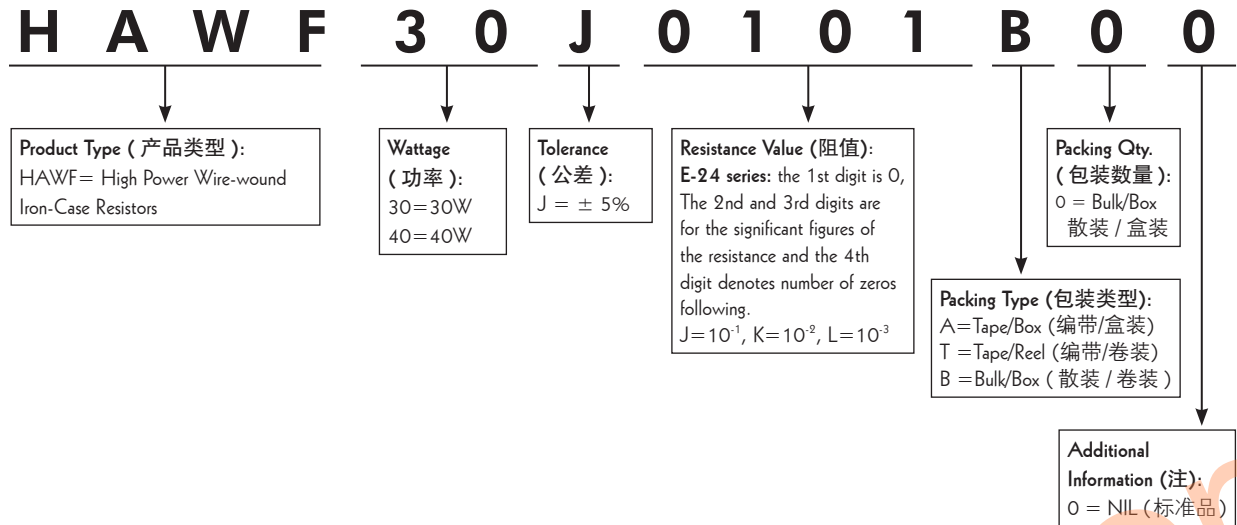 H A W F 3 0 J 0 1 0 1 B 0 0
Product Type ( 产品类型 ):
HAWF= High Power Wire-wound
Iron-Case Resistors
Wattage
( 功率 ):
30=30W
40=40W
Tolerance
( 公差 ):
J = ± 5%
Resistance Value (阻值):
E-24 series: the 1st digit is 0,
The 2nd and 3rd digits are
for the significant figures of
the resistance and the 4th
digit denotes number of zeros
following.
J=10⁻¹, K=10⁻², L=10⁻³
Packing Qty.
( 包装数量 ):
0 = Bulk/Box
散装 / 盒装
Packing Type (包装类型):
A=Tape/Box (编带/盒装)
T =Tape/Reel (编带/卷装)
B =Bulk/Box ( 散装 / 卷装 )
Additional
Information (注):
0 = NIL (标准品)